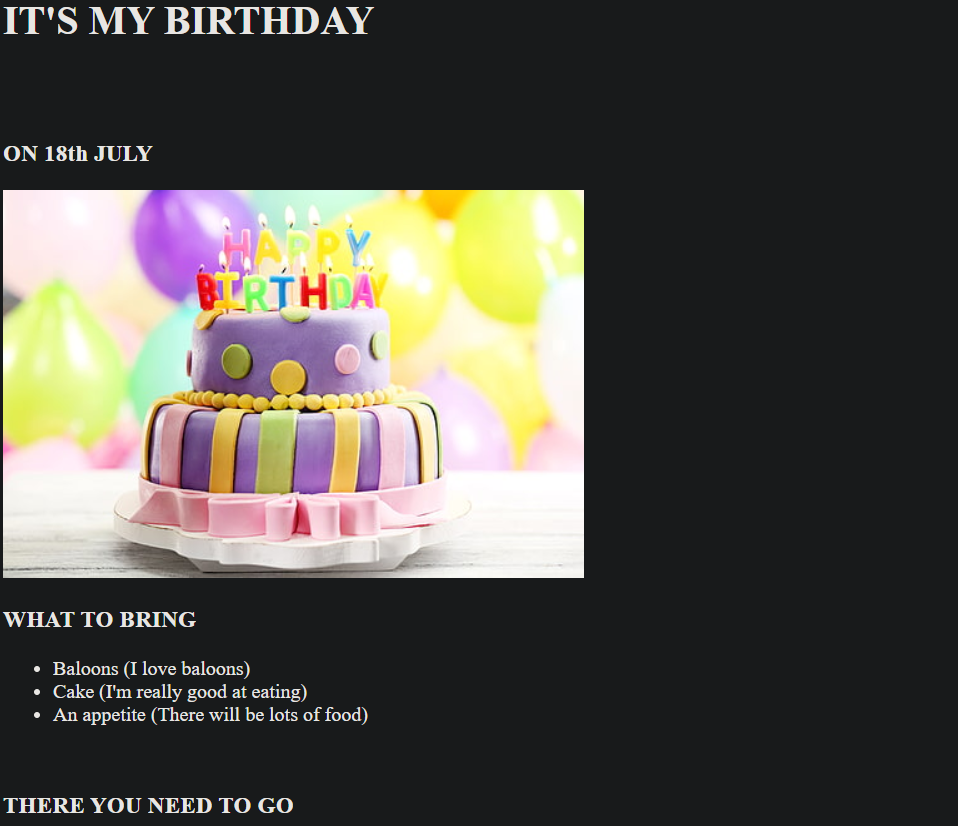 IT'S MY BIRTHDAY
ON 18th JULY
HAPPY
BIRTHDAY
WHAT TO BRING
Baloons (I love baloons)
Cake (I'm really good at eating)
An appetite (There will be lots of food)
THERE YOU NEED TO GO